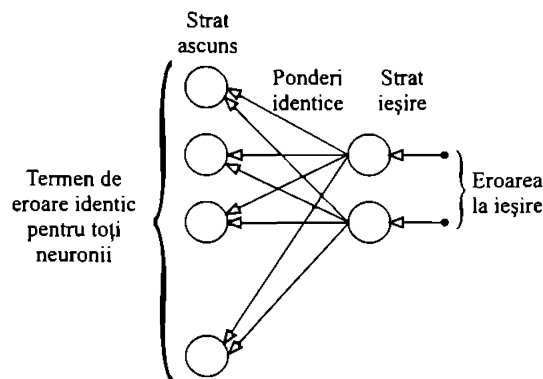 Strat
ascuns
Ponderi
identice
Strat
ieşire
Termen de
eroare identic
pentru toţi
neuronii
Eroarea
la ieşire